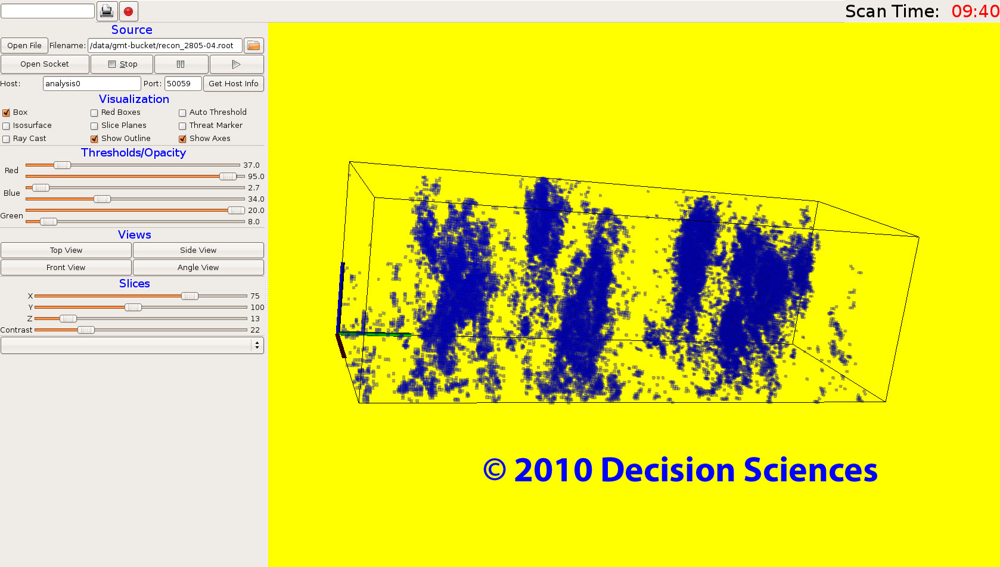 Scan Time: 09:40
Source
Open File Filename: /data/gmt-bucket/recon_2805-04.root
Open Socket Stop
Host: analysis0 Port: 50059 Get Host Info
Visualization
Box Red Boxes Auto Threshold
Isosurface Slice Planes Threat Marker
Ray Cast Show Outline Show Axes
Thresholds/Opacity
Red 37.0
95.0
Blue 2.7
34.0
Green 20.0
8.0
Views
Top View Side View
Front View Angle View
Slices
X 75
Y 100
Z 13
Contrast 22
© 2010 Decision Sciences